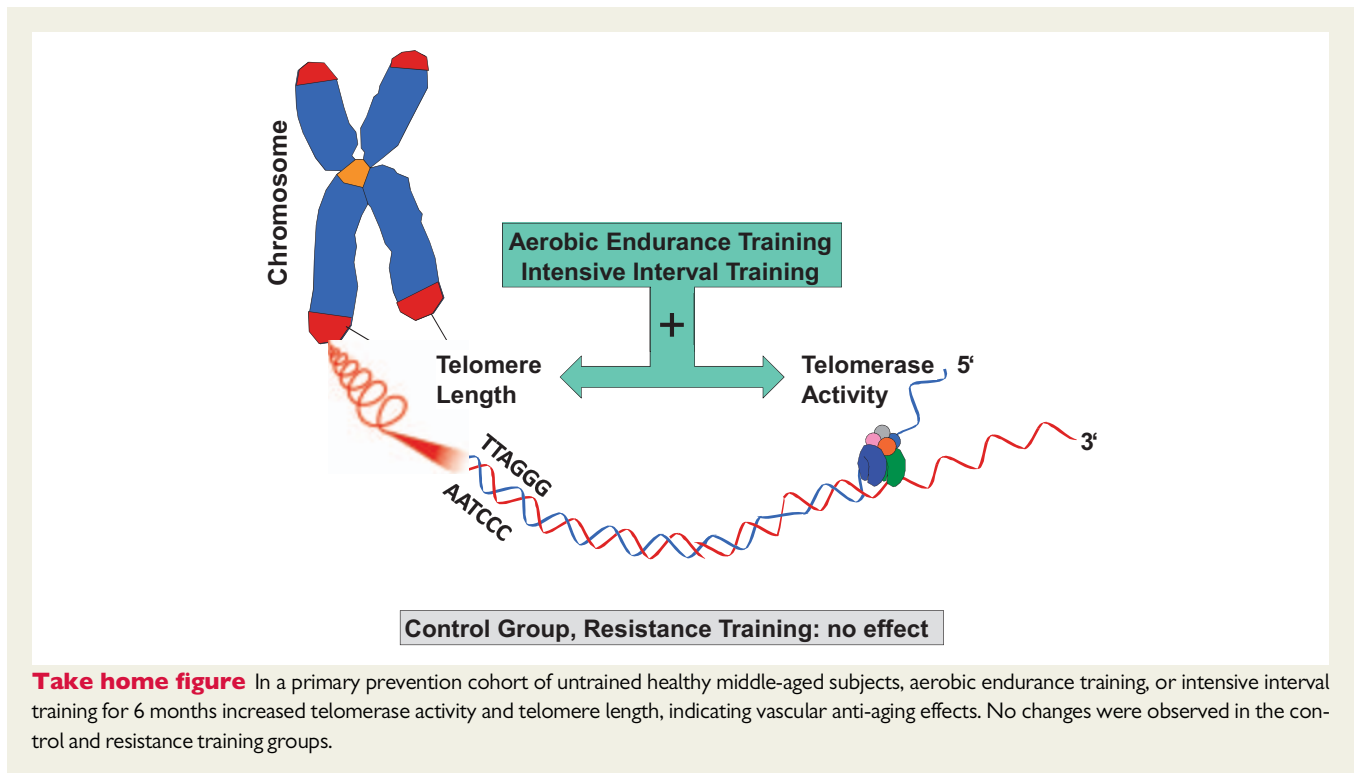 Chromosome
Aerobic Endurance Training
Intensive Interval Training
+
Telomere
Length
Telomerase
Activity
5‘
3‘
TTAGGG
AATCCC
Control Group, Resistance Training: no effect
Take home figure In a primary prevention cohort of untrained healthy middle-aged subjects, aerobic endurance training, or intensive interval
training for 6 months increased telomerase activity and telomere length, indicating vascular anti-aging effects. No changes were observed in the con-
trol and resistance training groups.